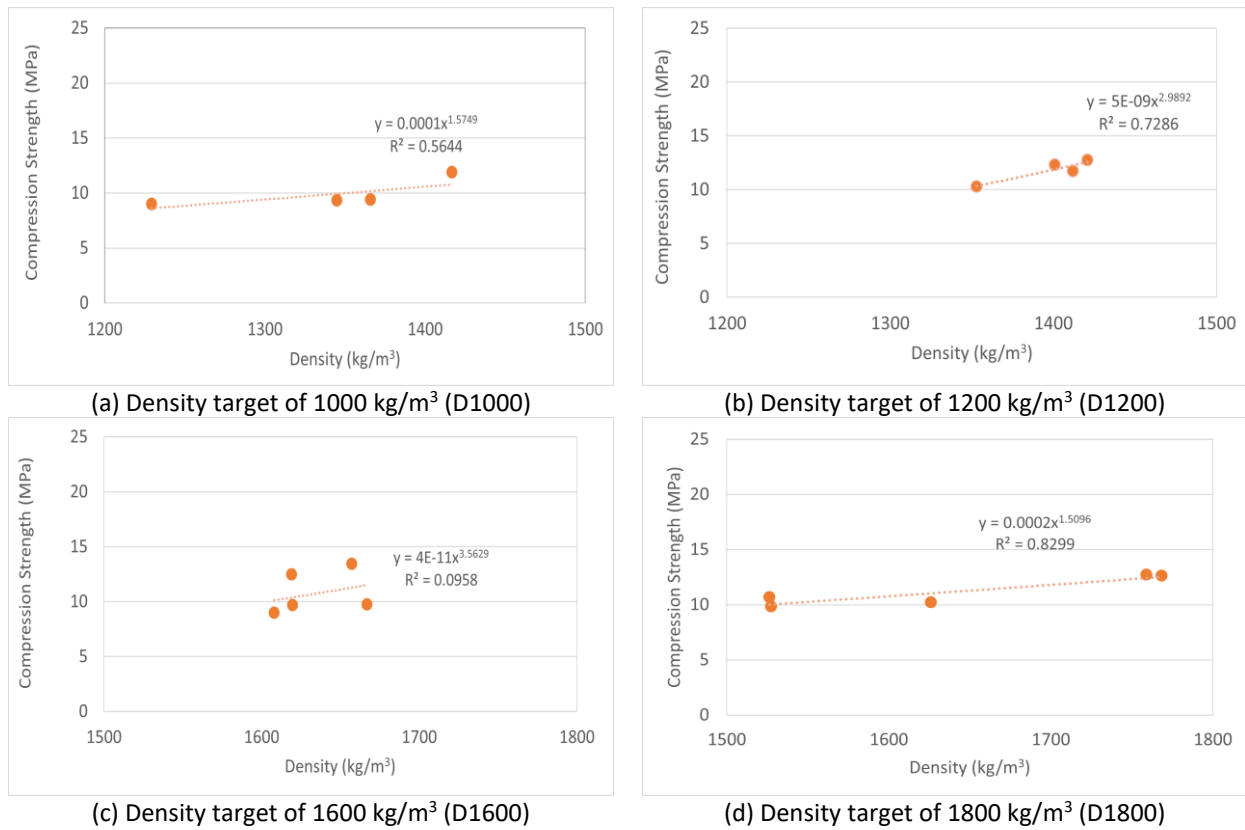 Compression Strength (MPa)
25
20
15
10
5
0
y = 0.0001x^1.5749
R² = 0.5644
1200
1300
1400
1500
Density (kg/m³)
(a) Density target of 1000 kg/m³ (D1000)
Compression Strength (MPa)
25
20
15
10
5
0
y = 5E-09x^2.9892
R² = 0.7286
1200
1300
1400
1500
Density (kg/m³)
(b) Density target of 1200 kg/m³ (D1200)
Compression Strength (MPa)
25
20
15
10
5
0
y = 4E-11x^3.5629
R² = 0.0958
1500
1600
1700
1800
Density (kg/m³)
(c) Density target of 1600 kg/m³ (D1600)
Compression Strength (MPa)
25
20
15
10
5
0
y = 0.0002x^1.5096
R² = 0.8299
1500
1600
1700
1800
Density (kg/m³)
(d) Density target of 1800 kg/m³ (D1800)